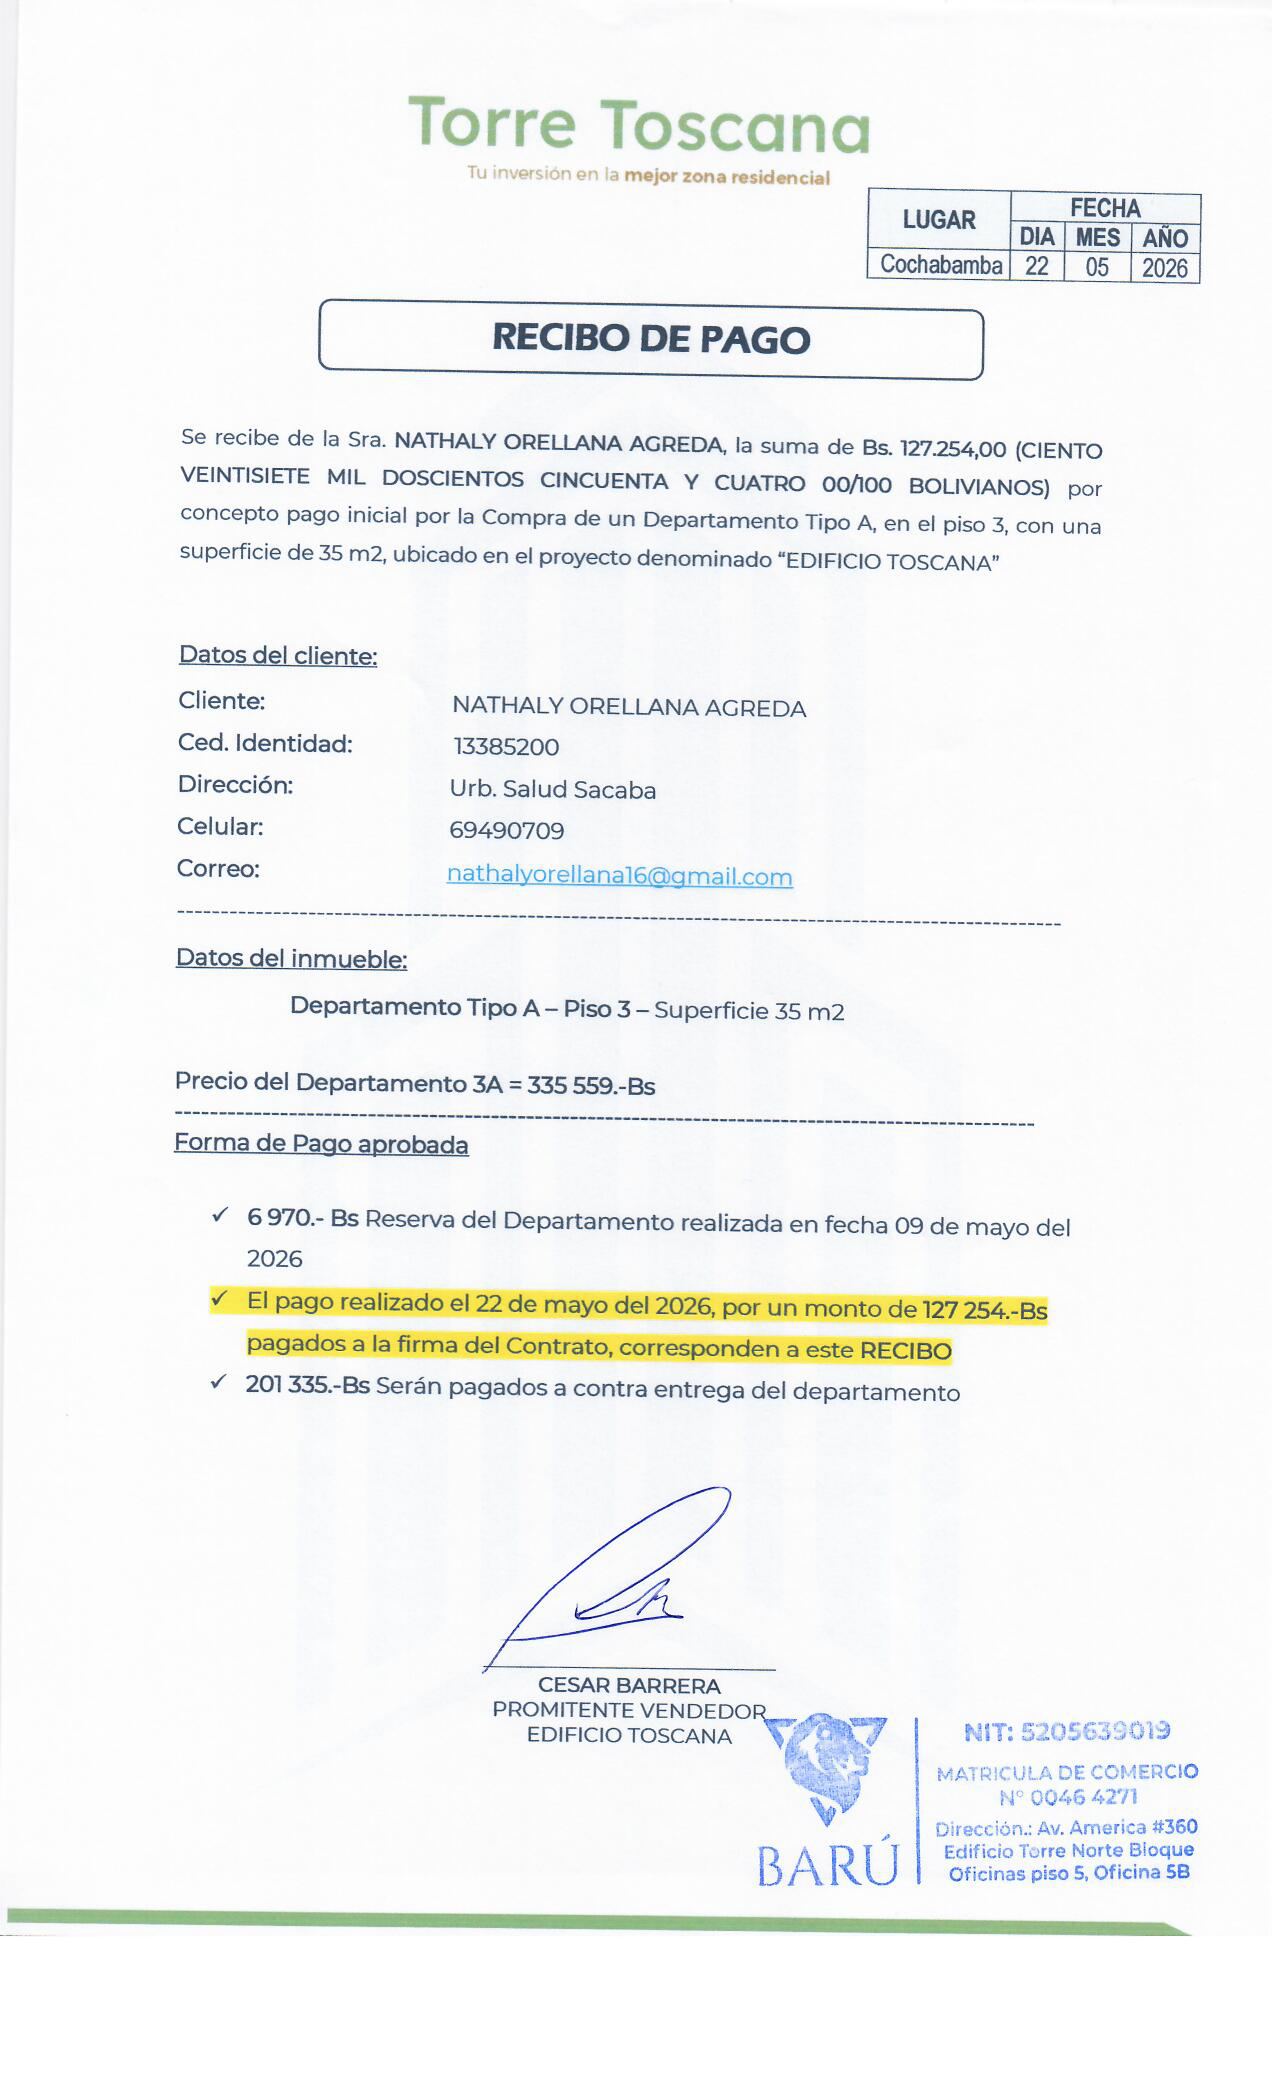 Torre Toscana
Tu inversión en la mejor zona residencial
LUGAR FECHA
DIA MES AÑO
Cochabamba 22 05 2026
RECIBO DE PAGO
Se recibe de la Sra. NATHALY ORELLANA AGREDA, la suma de Bs. 127.254,00 (CIENTO
VEINTISIETE MIL DOSCIENTOS CINCUENTA Y CUATRO 00/100 BOLIVIANOS) por
concepto pago inicial por la Compra de un Departamento Tipo A, en el piso 3, con una
superficie de 35 m2, ubicado en el proyecto denominado “EDIFICIO TOSCANA”
Datos del cliente:
Cliente: NATHALY ORELLANA AGREDA
Ced. Identidad: 13385200
Dirección: Urb. Salud Sacaba
Celular: 69490709
Correo: nathalyorellana16@gmail.com
Datos del inmueble:
Departamento Tipo A – Piso 3 – Superficie 35 m2
Precio del Departamento 3A = 335 559.-Bs
Forma de Pago aprobada
✓ 6 970.- Bs Reserva del Departamento realizada en fecha 09 de mayo del
2026
✓ El pago realizado el 22 de mayo del 2026, por un monto de 127 254.-Bs
pagados a la firma del Contrato, corresponden a este RECIBO
✓ 201 335.-Bs Serán pagados a contra entrega del departamento
CESAR BARRERA
PROMITENTE VENDEDOR
EDIFICIO TOSCANA
BARÚ
NIT: 5205639019
MATRICULA DE COMERCIO
N° 0046 4271
Dirección.: Av. America #360
Edificio Torre Norte Bloque
Oficinas piso 5, Oficina 5B